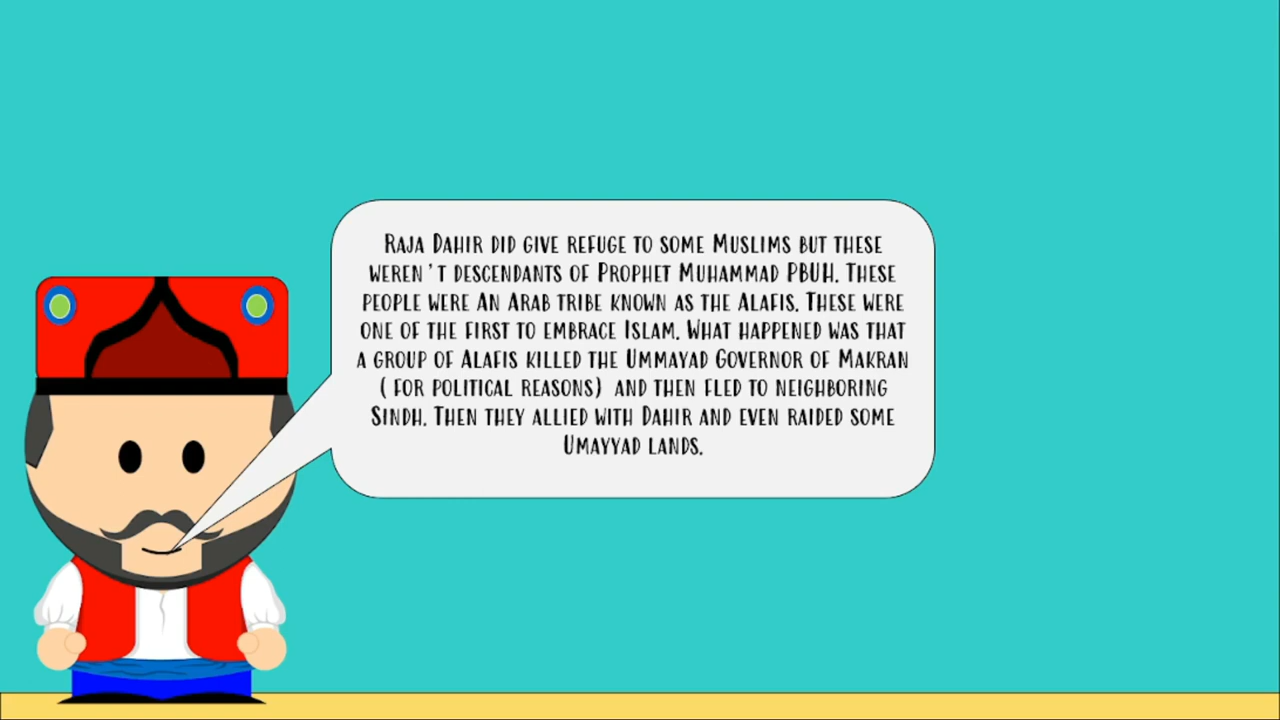 Raja Dahir did give refuge to some Muslims but these
weren't descendants of Prophet Muhammad PBUH. These
people were An Arab tribe known as the Alafis. These were
one of the first to embrace Islam. What happened was that
a group of Alafis killed the Ummayad Governor of Makran
( for political reasons) and then fled to neighboring
Sindh. Then they allied with Dahir and even raided some
Umayyad lands.